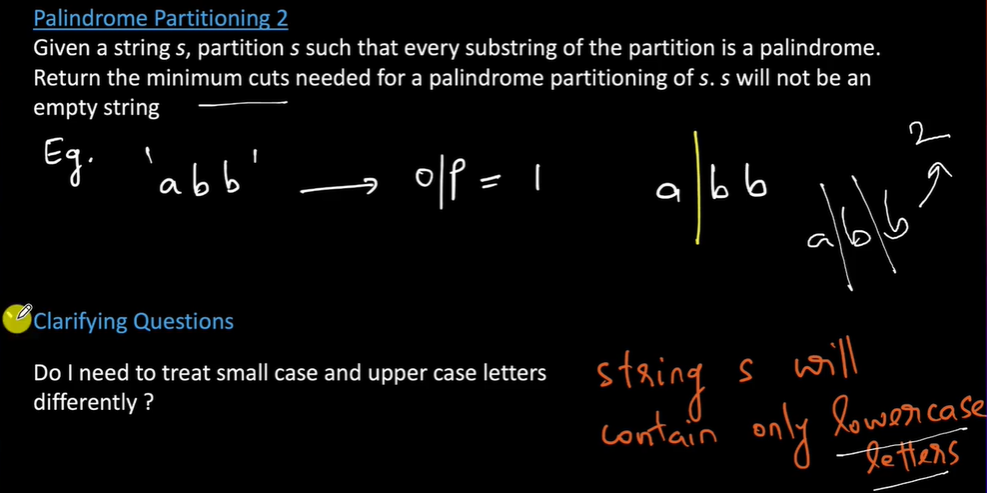 Palindrome Partitioning 2
Given a string s, partition s such that every substring of the partition is a palindrome.
Return the minimum cuts needed for a palindrome partitioning of s. s will not be an
empty string
Eg. 'abb' → O/P = 1 a|bb a|b|b 2
Clarifying Questions
Do I need to treat small case and upper case letters
differently ?
string s will
contain only lowercase
letters